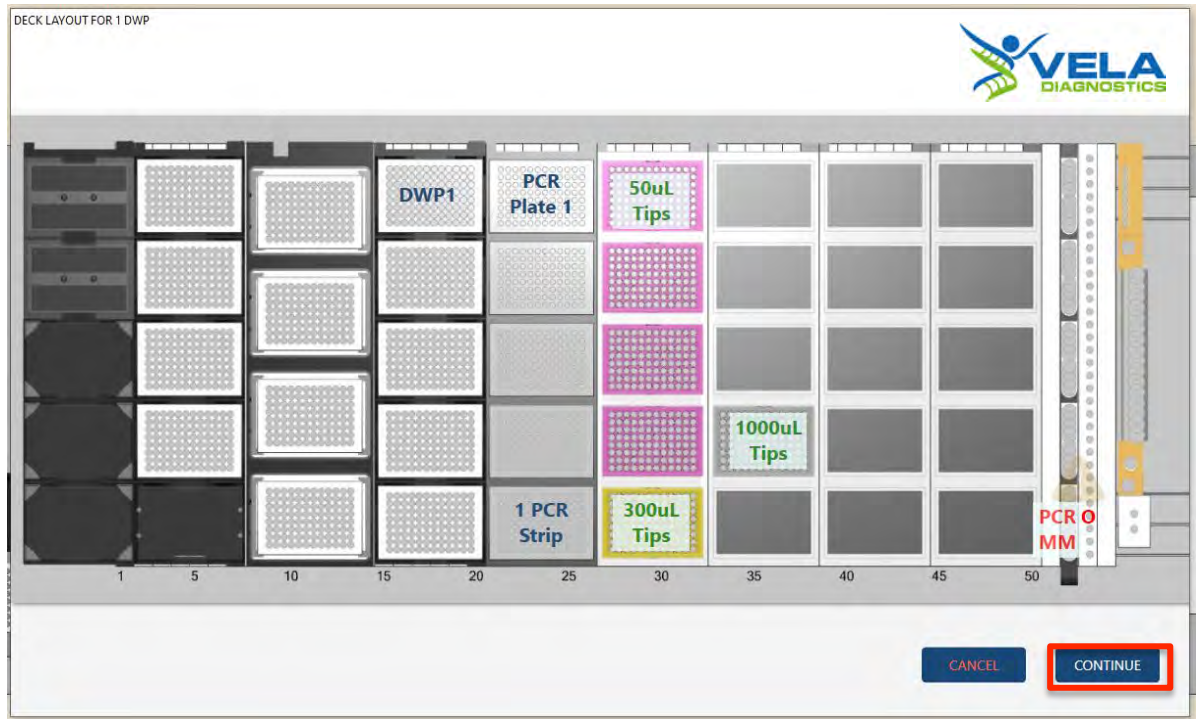 DECK LAYOUT FOR 1 DWP
VELA
DIAGNOSTICS
DWP1
PCR
Plate 1
50uL
Tips
1000uL
Tips
1 PCR
Strip
300uL
Tips
PCR O
MM
1 5 10 15 20 25 30 35 40 45 50
CANCEL
CONTINUE